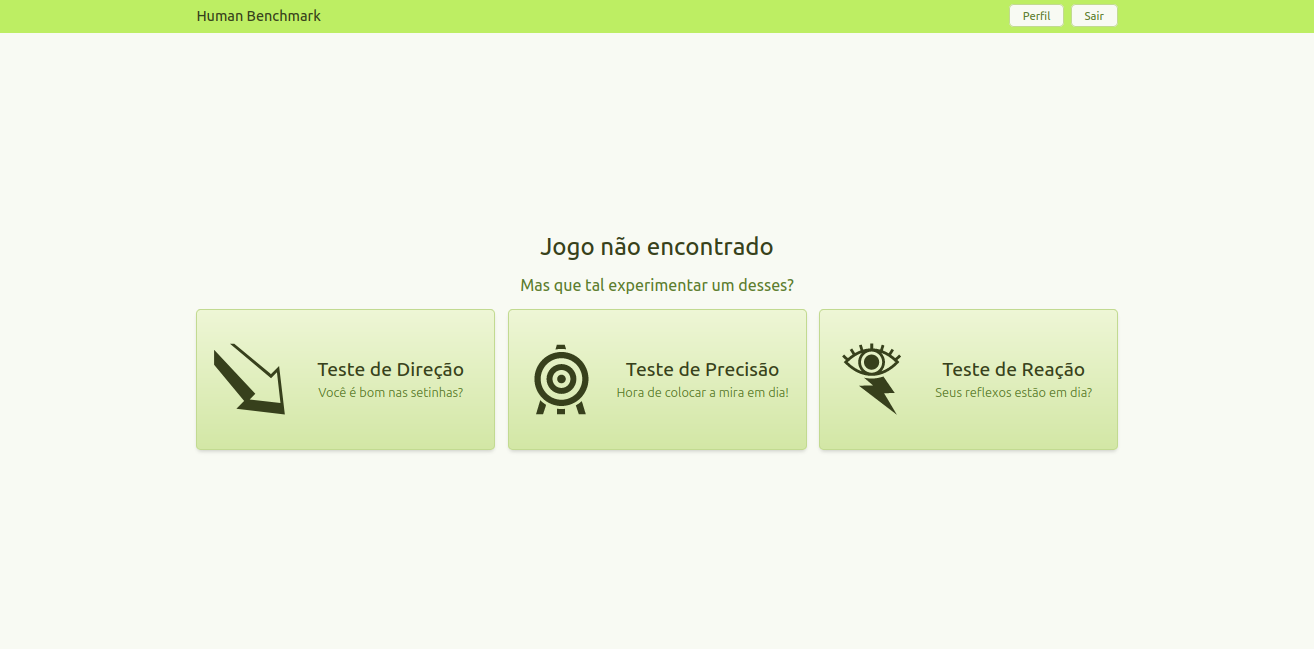 Human Benchmark
Perfil
Sair
Jogo não encontrado
Mas que tal experimentar um desses?
Teste de Direção
Você é bom nas setinhas?
Teste de Precisão
Hora de colocar a mira em dia!
Teste de Reação
Seus reflexos estão em dia?